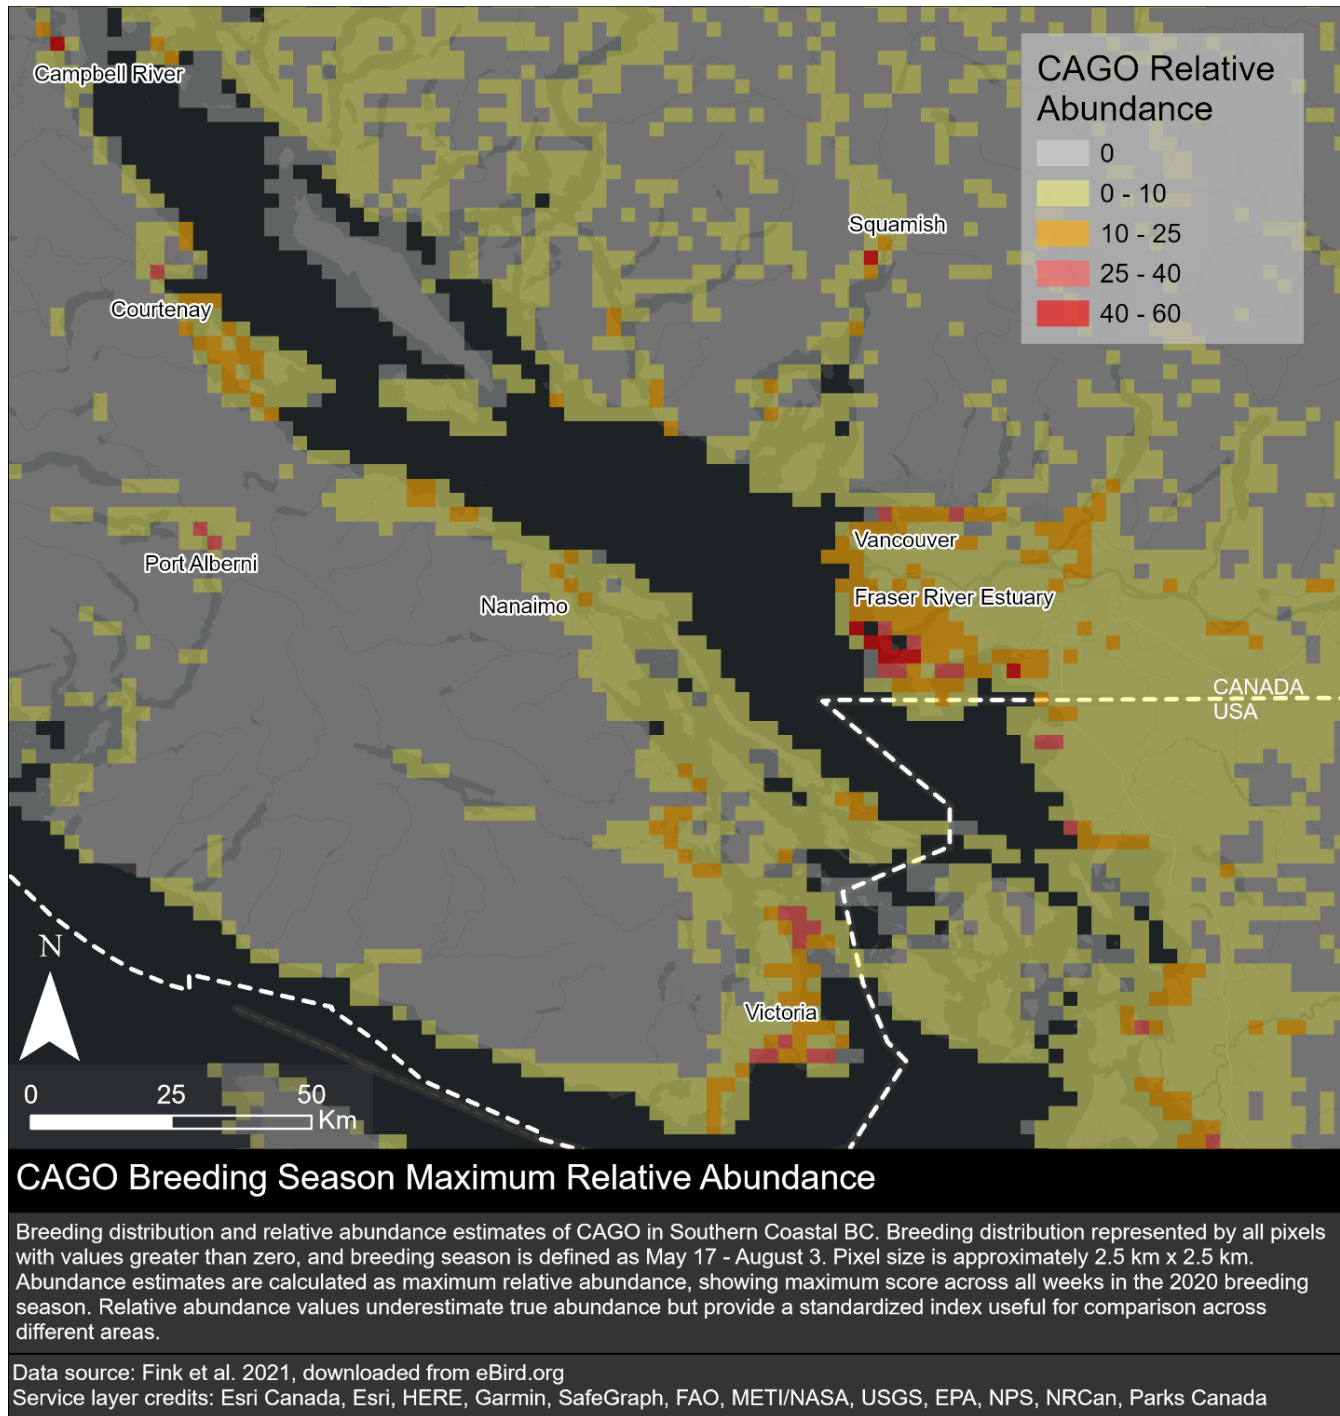 Campbell River
CAGO Relative
Abundance
0
0 - 10
10 - 25
25 - 40
40 - 60
Squamish
Courtenay
Vancouver
Port Alberni
Fraser River Estuary
Nanaimo
CANADA
USA
N
Victoria
0 25 50
Km
CAGO Breeding Season Maximum Relative Abundance
Breeding distribution and relative abundance estimates of CAGO in Southern Coastal BC. Breeding distribution represented by all pixels
with values greater than zero, and breeding season is defined as May 17 - August 3. Pixel size is approximately 2.5 km x 2.5 km.
Abundance estimates are calculated as maximum relative abundance, showing maximum score across all weeks in the 2020 breeding
season. Relative abundance values underestimate true abundance but provide a standardized index useful for comparison across
different areas.
Data source: Fink et al. 2021, downloaded from eBird.org
Service layer credits: Esri Canada, Esri, HERE, Garmin, SafeGraph, FAO, METI/NASA, USGS, EPA, NPS, NRCan, Parks Canada